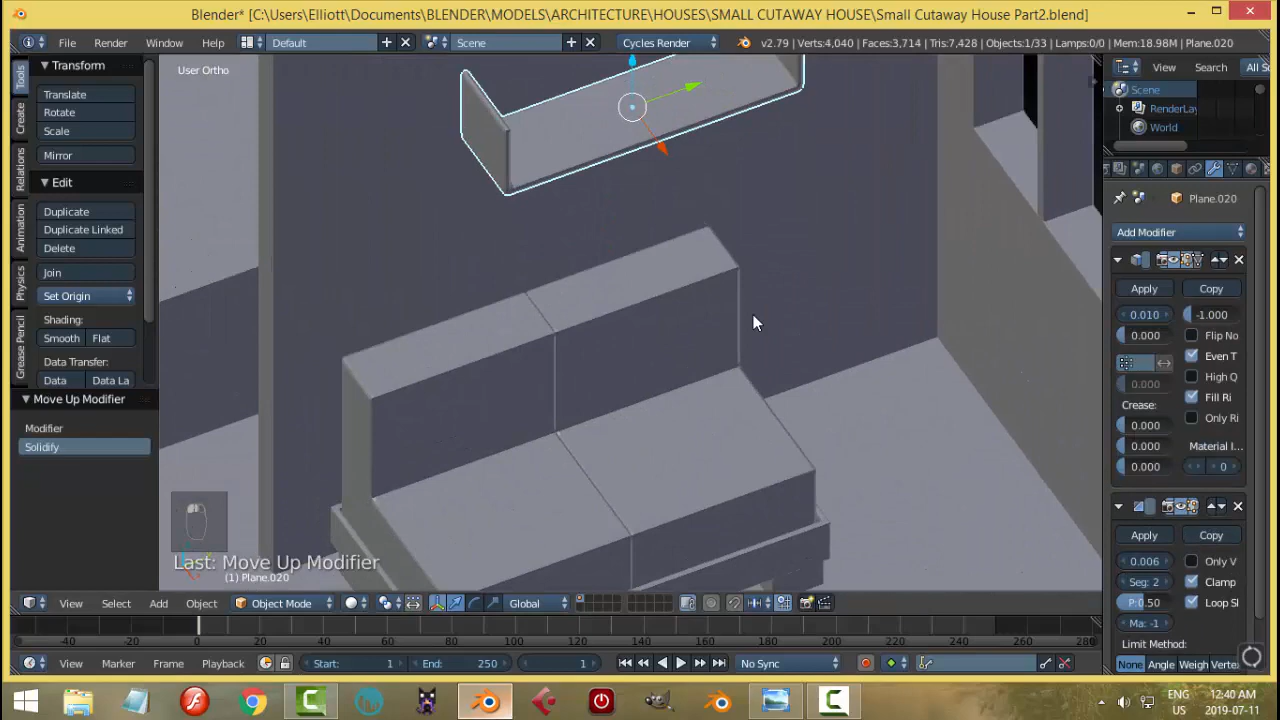 Blender* [C:\Users\Elliott\Documents\BLENDER\MODELS\ARCHITECTURE\HOUSES\SMALL CUTAWAY HOUSE\Small Cutaway House Part2.blend]
File Render Window Help Default Scene Cycles Render v2.79 | Verts:4,040 | Faces:3,714 | Tris:7,428 | Objects:1/33 | Lamps:0/0 | Mem:18.98M | Plane.020
Tools
Create
Relations
Animation
Physics
Grease Pencil
Transform
Translate
Rotate
Scale
Mirror
Edit
Duplicate
Duplicate Linked
Delete
Join
Set Origin
Shading:
Smooth Flat
Data Transfer:
Data Data La
Move Up Modifier
Modifier
Solidify
User Ortho
Last: Move Up Modifier
(1) Plane.020
View Search All S
Scene
RenderLay
World
Plane.020
Add Modifier
Apply Copy
0.010 -1.000
0.000 Flip No
Even T
0.000 High Q
Crease: Fill Ri
0.000 Only Ri
0.000 Material I...
0.000 0
Apply Copy
0.006 Only V
Seg: 2 Clamp
P:0.50 Loop Sl
Ma: -1
Limit Method:
None Angle Weigh Verte
View Select Add Object Object Mode Global
-40 -20 0 20 40 60 80 100 120 140 160 180 200 220 240 260 280
View Marker Frame Playback Start: 1 End: 250 1 No Sync
ENG 12:40 AM
US 2019-07-11